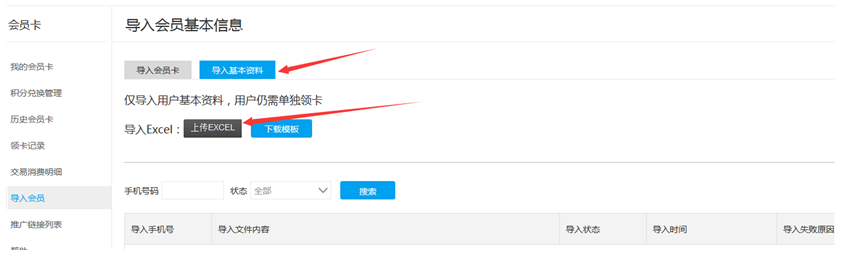 会员卡
导入会员基本信息
我的会员卡
积分兑换管理
历史会员卡
领卡记录
交易消费明细
导入会员
推广链接列表
导入会员卡 导入基本资料
仅导入用户基本资料，用户仍需单独领卡
导入Excel： 上传EXCEL 下载模板
手机号码 状态 全部 搜索
导入手机号 导入文件内容 导入状态 导入时间 导入失败原因